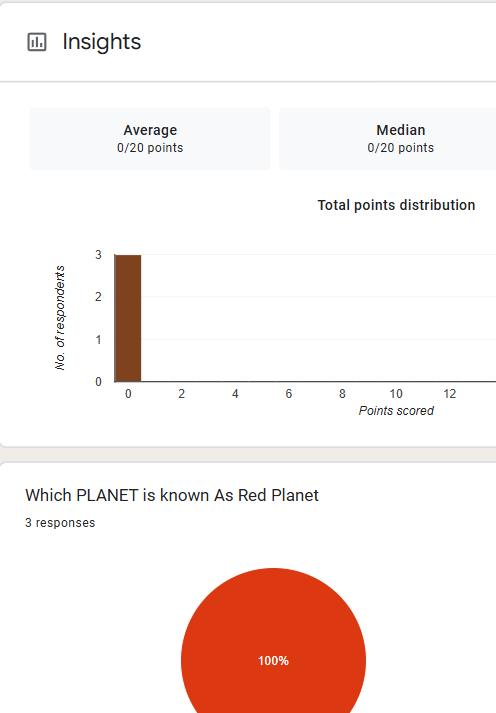 Insights
Average
0/20 points
Median
0/20 points
Total points distribution
No. of respondents
3
2
1
0
0 2 4 6 8 10 12
Points scored
Which PLANET is known As Red Planet
3 responses
100%